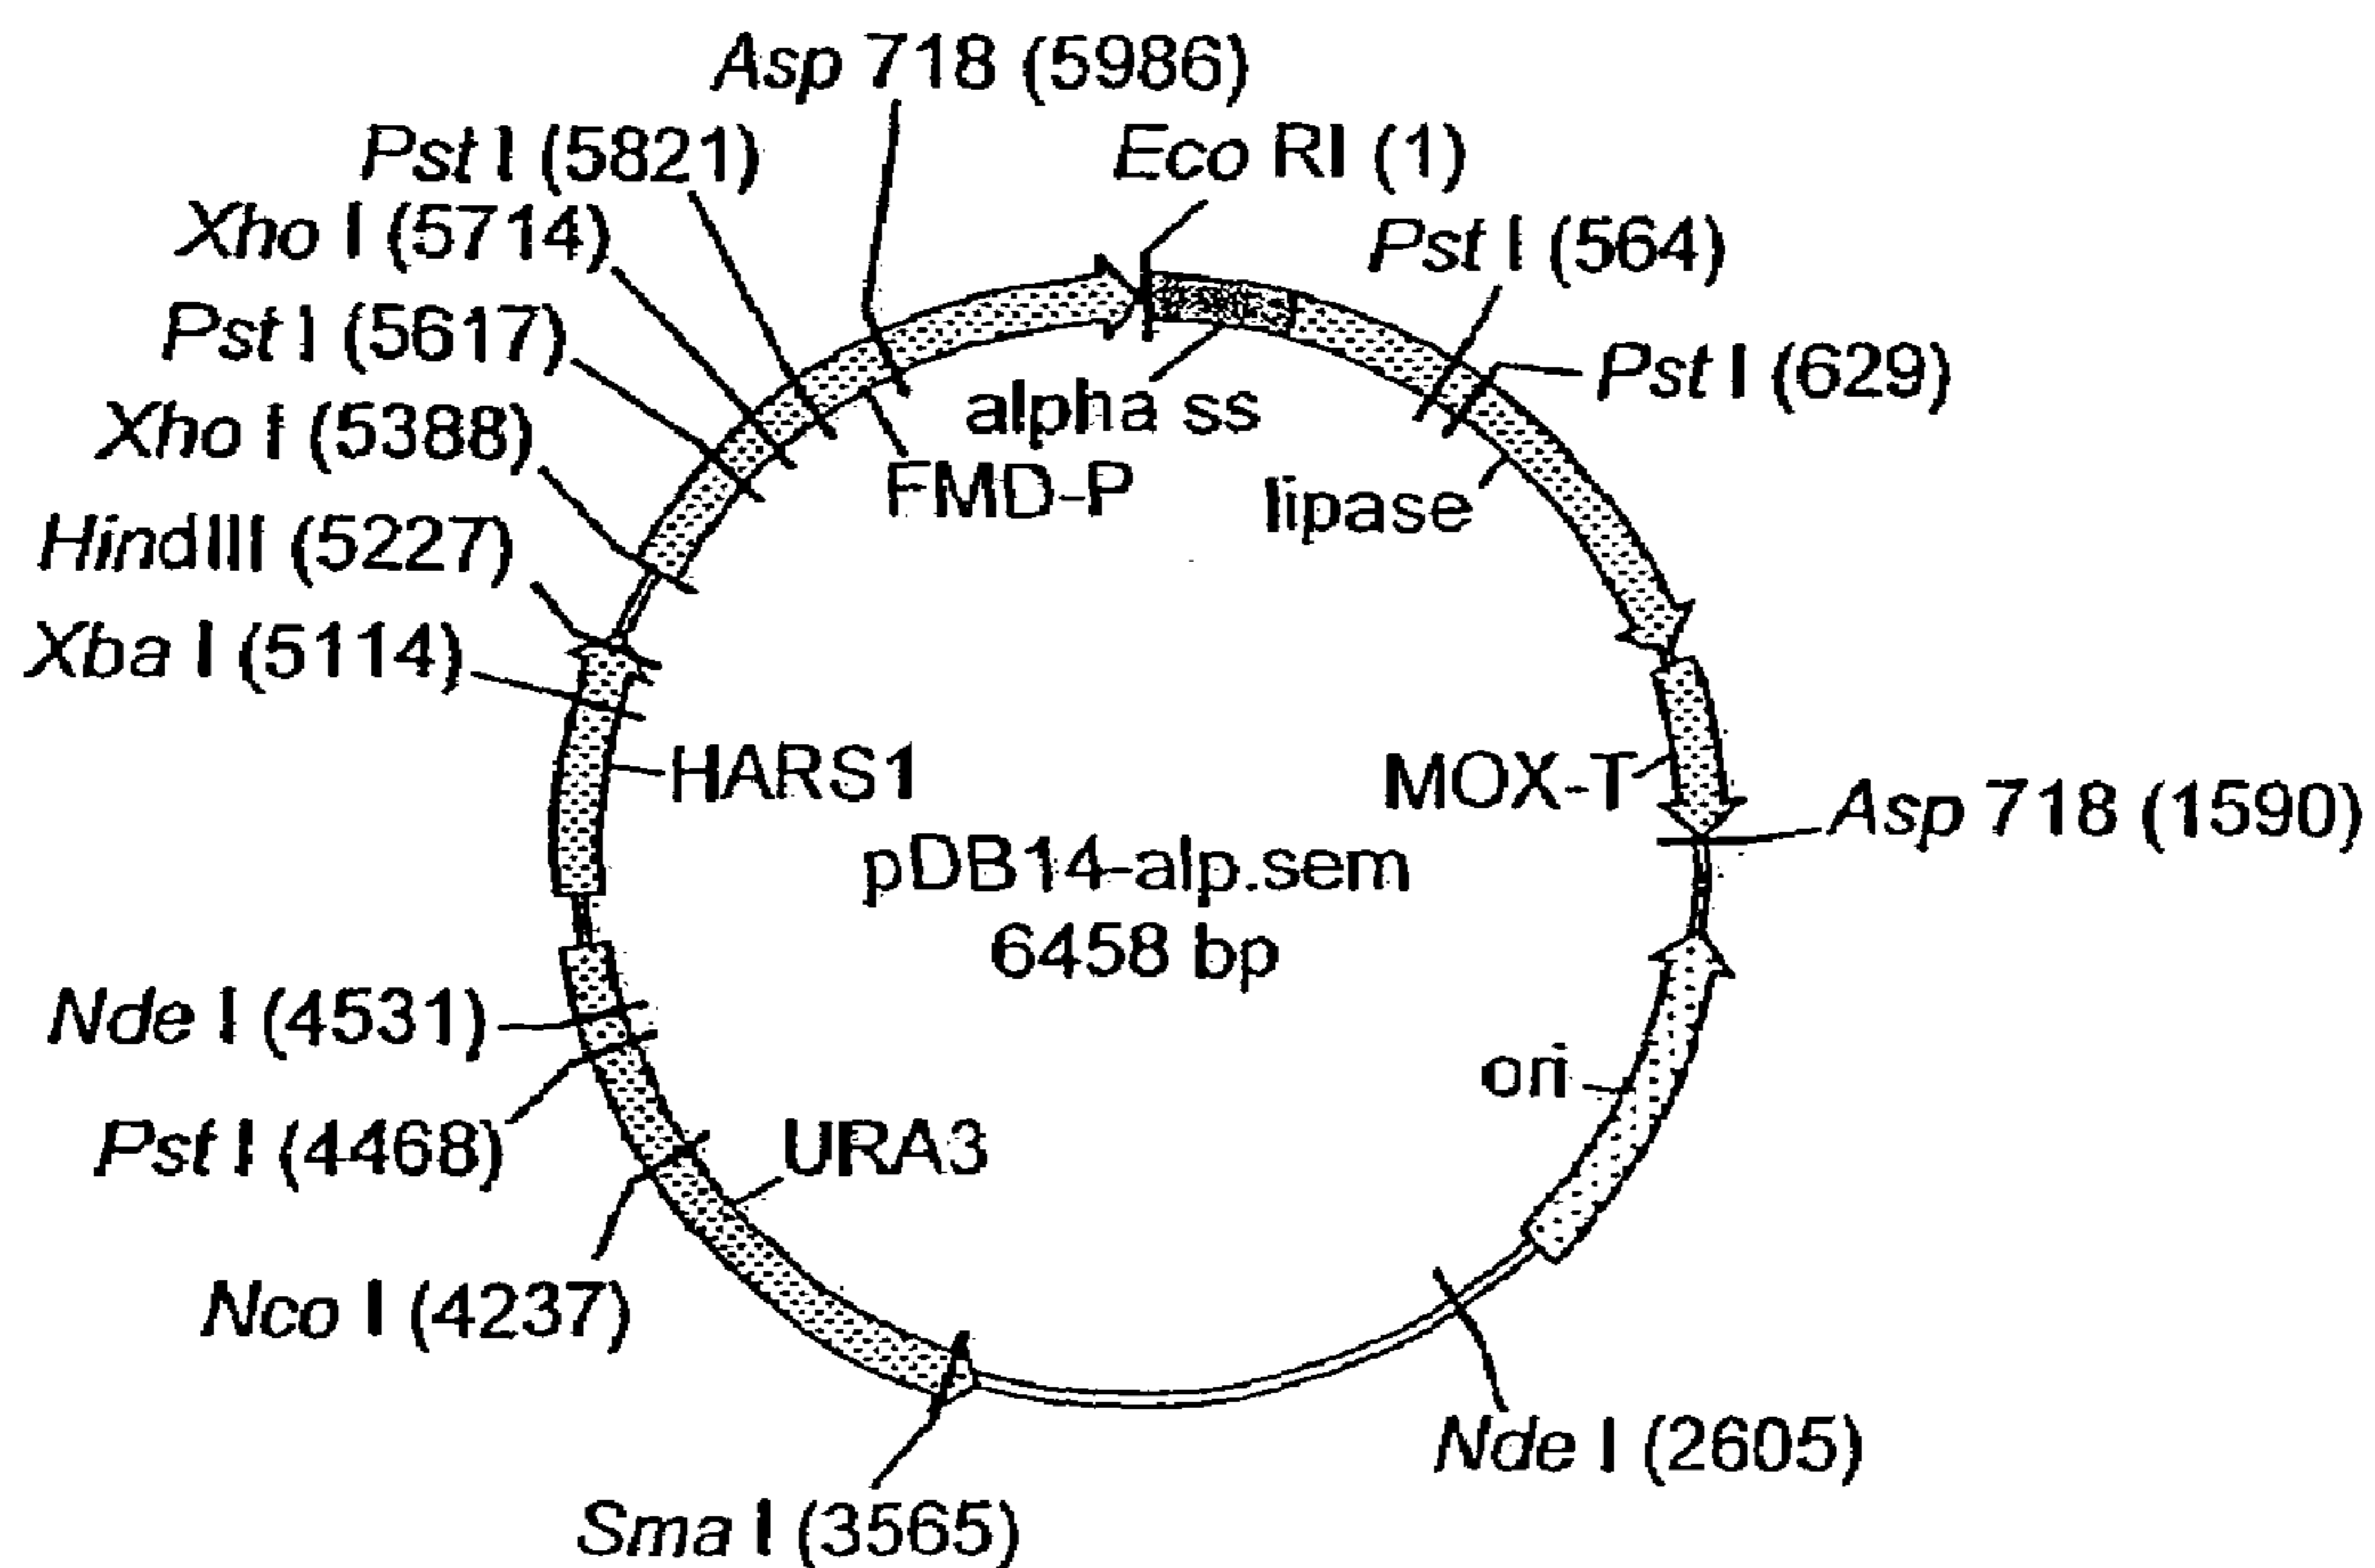 Asp 718 (5986)
Pst I (5821)
Eco RI (1)
Xho I (5714)
Pst I (564)
Pst I (5617)
Pst I (629)
Xho I (5388)
alpha ss
FMD-P
lipase
HindIII (5227)
Xba I (5114)
HARS1
MOX-T
Asp 718 (1590)
pDB14-alp.sem
6458 bp
Nde I (4531)
ori
Pst I (4468)
URA3
Nco I (4237)
Nde I (2605)
Sma I (3565)